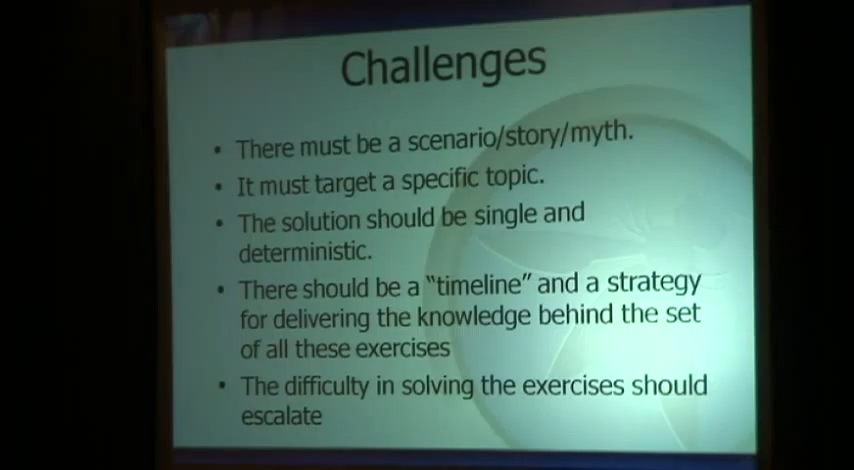 Challenges
• There must be a scenario/story/myth.
• It must target a specific topic.
• The solution should be single and
deterministic.
• There should be a “timeline” and a strategy
for delivering the knowledge behind the set
of all these exercises
• The difficulty in solving the exercises should
escalate